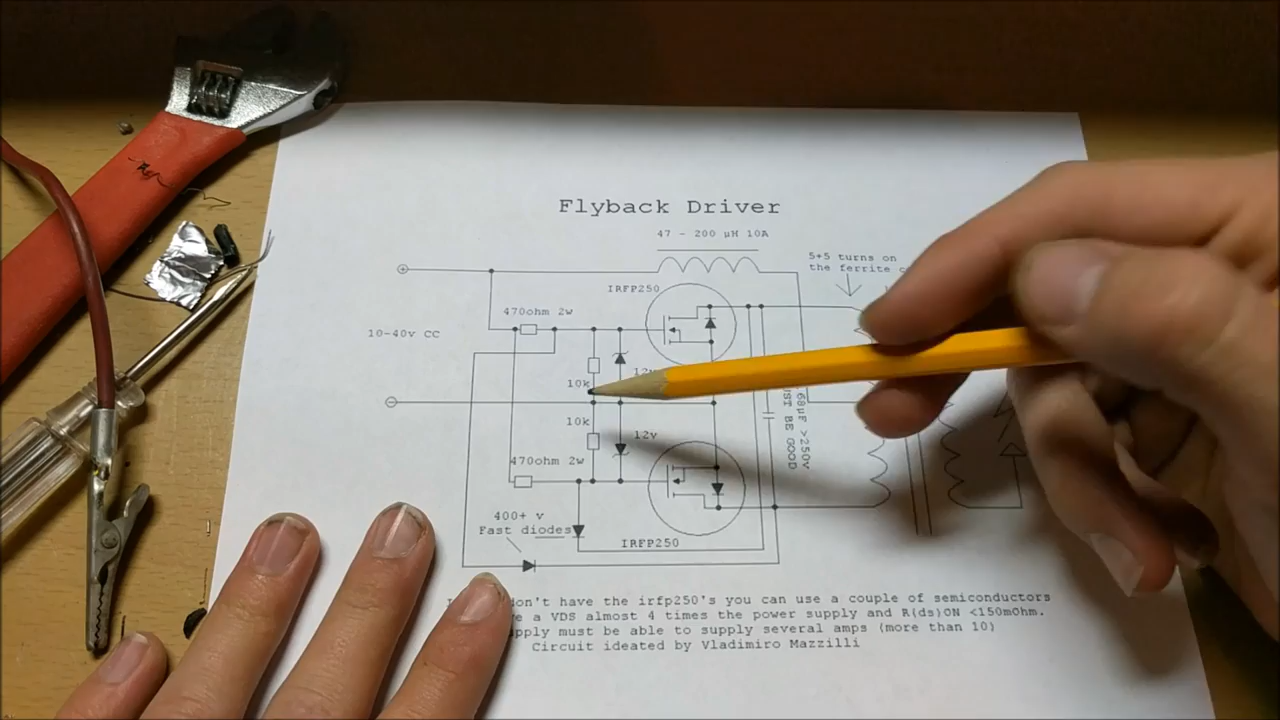 Flyback Driver
47 - 200 µH 10A
5+5 turns on
the ferrite
IRFP250
470ohm 2w
10-40v CC
12v
10k
10k
12v
.68µF >250V
UST BE GOOD
470ohm 2w
400+ v
Fast diodes
IRFP250
don't have the irfp250's you can use a couple of semiconductors
a VDS almost 4 times the power supply and R(ds)ON <150mOhm.
must be able to supply several amps (more than 10)
Circuit ideated by Vladimiro Mazzilli